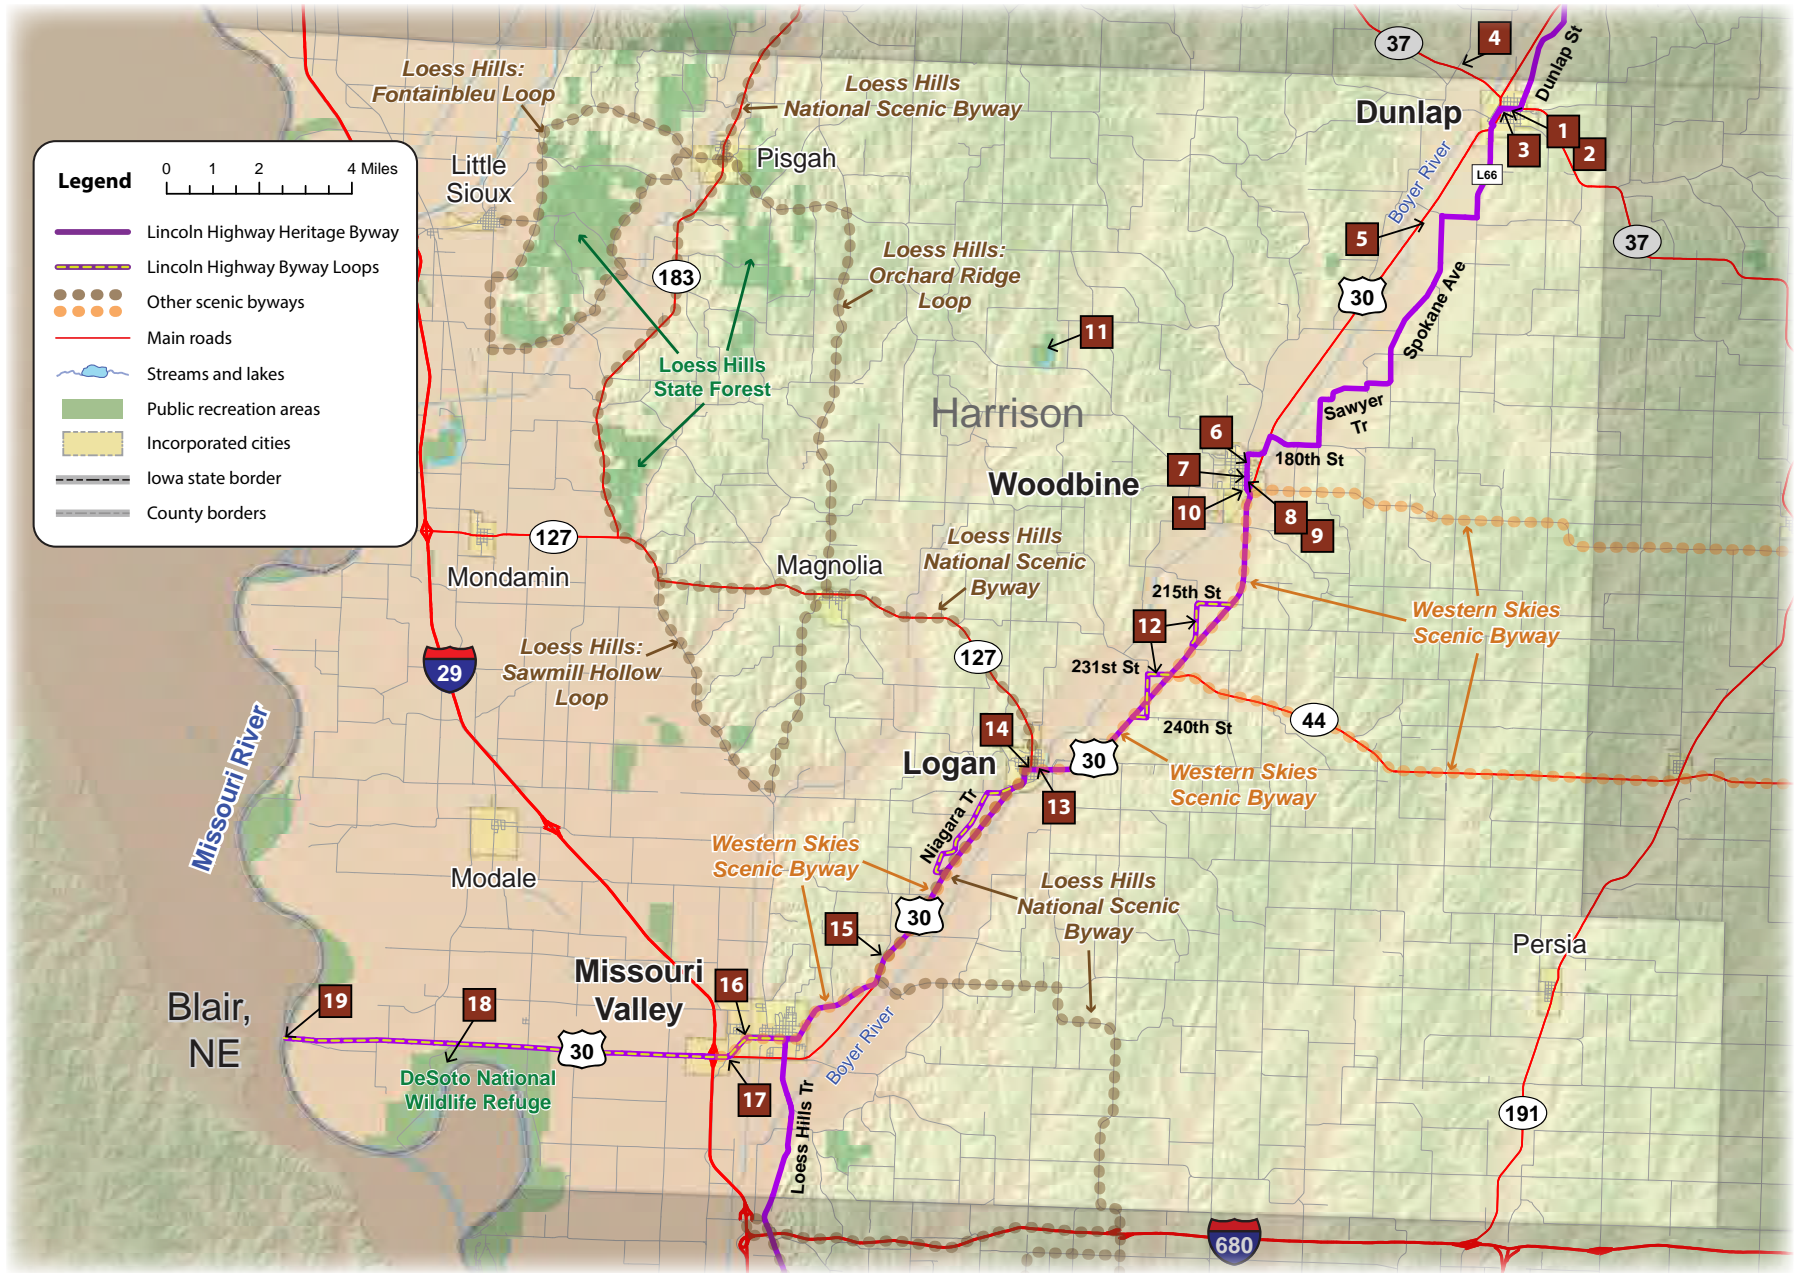 Legend
0 1 2 4 Miles
Lincoln Highway Heritage Byway
Lincoln Highway Byway Loops
Other scenic byways
Main roads
Streams and lakes
Public recreation areas
Incorporated cities
Iowa state border
County borders
Loess Hills:
Fontainbleu Loop
Loess Hills
National Scenic Byway
Little
Sioux
Pisgah
183
Loess Hills:
Orchard Ridge
Loop
Loess Hills
State Forest
37
4
Dunlap
Dunlap St
1
2
3
L66
Boyer River
5
37
30
Spokane Ave
11
Harrison
Sawyer
Tr
180th St
6
7
Woodbine
10
8
9
127
Mondamin
Magnolia
Loess Hills
National Scenic
Byway
215th St
12
Western Skies
Scenic Byway
Loess Hills:
Sawmill Hollow
Loop
29
127
231st St
44
240th St
14
Logan
30
13
Western Skies
Scenic Byway
Missouri River
Niagara Tr
Western Skies
Scenic Byway
Modale
Loess Hills
National Scenic
Byway
30
15
Persia
Missouri
Valley
16
Blair,
NE
19
18
30
Boyer River
DeSoto National
Wildlife Refuge
17
Loess Hills Tr
191
680